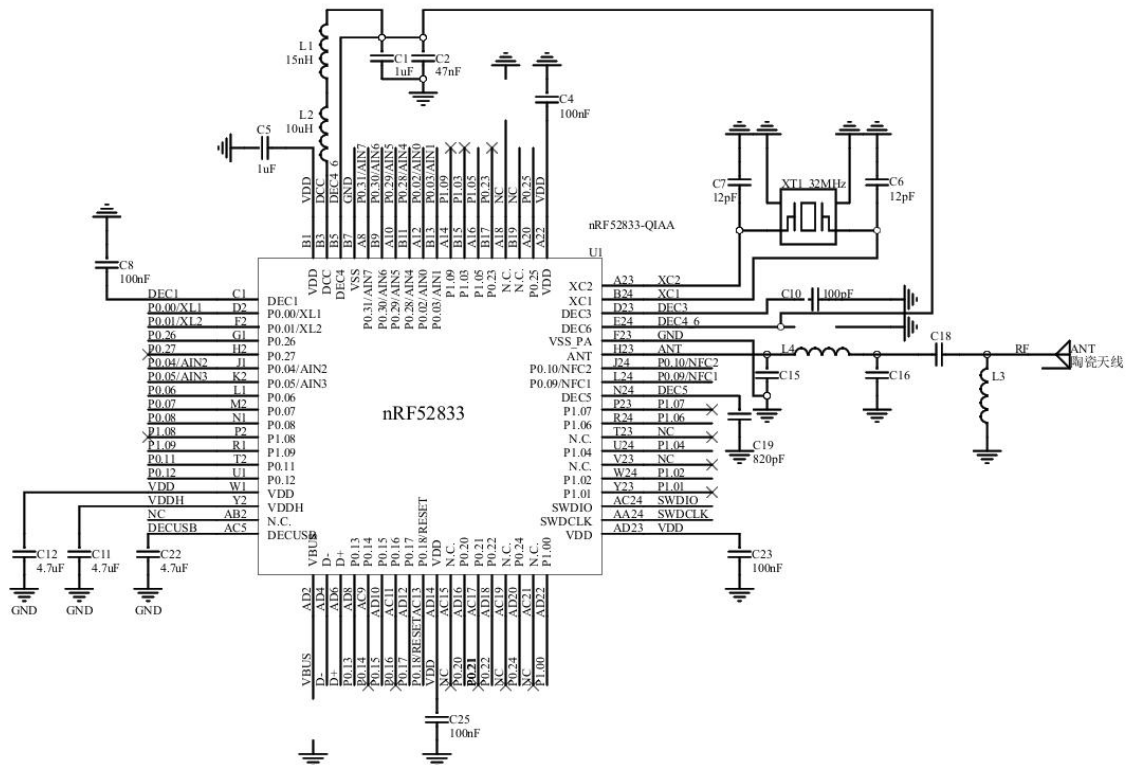 L1
15nH
C1
1uF
C2
47nF
L2
10uH
C4
100nF
C5
1uF
VDD
DCC
DEC4_6
GND
P0.31/AIN7
P0.30/AIN6
P0.29/AIN5
P0.28/AIN4
P0.02/AIN0
P0.03/AIN1
P1.09
P1.03
P1.05
P0.23
NC
NC
P0.25
VDD
B1
B3
B5
B7
A8
B9
A10
B11
A12
B13
A14
B15
A16
B17
A18
B19
A20
A22
C7
12pF
XT1_32MHz
C6
12pF
nRF52833-QIAA
U1
C8
100nF
VDD
DCC
DEC4
VSS
P0.31/AIN7
P0.30/AIN6
P0.29/AIN5
P0.28/AIN4
P0.02/AIN0
P0.03/AIN1
P1.09
P1.03
P1.05
P0.23
N.C.
N.C.
P0.25
VDD
DEC1 C1 DEC1
P0.00/XL1 D2 P0.00/XL1
P0.01/XL2 F2 P0.01/XL2
P0.26 G1 P0.26
P0.27 H2 P0.27
P0.04/AIN2 J1 P0.04/AIN2
P0.05/AIN3 K2 P0.05/AIN3
P0.06 L1 P0.06
P0.07 M2 P0.07
P0.08 N1 P0.08
P1.08 P2 P1.08
P1.09 R1 P1.09
P0.11 T2 P0.11
P0.12 U1 P0.12
VDD W1 VDD
VDDH Y2 VDDH
NC AB2 N.C.
DECUSB AC5 DECUSB
nRF52833
XC2 A23 XC2
XC1 B24 XC1
DEC3 D23 DEC3
C10 100pF
DEC6 E24 DEC4_6
VSS_PA F23 GND
ANT H23 ANT
P0.10/NFC2 J24 P0.10/NFC2
P0.09/NFC1 L24 P0.09/NFC1
DEC5 N24 DEC5
P1.07 P23 P1.07
P1.06 R24 P1.06
N.C. T23 NC
P1.04 U24 P1.04
N.C. V23 NC
P1.02 W24 P1.02
P1.01 Y23 P1.01
SWDIO AC24 SWDIO
SWDCLK AA24 SWDCLK
VDD AD23 VDD
L4
C15
C16
C18
RF
L3
ANT
陶瓷天线
C19
820pF
C23
100nF
C12
4.7uF
GND
C11
4.7uF
GND
C22
4.7uF
GND
VBUS
D-
D+
P0.13
P0.14
P0.15
P0.16
P0.17
P0.18/RESET
VDD
N.C.
P0.20
P0.21
P0.22
N.C.
P0.24
N.C.
P1.00
AD2
AD4
AD6
AD8
AC9
AD10
AC11
AD12
AC13
AD14
AC15
AD16
AC17
AD18
AC19
AD20
AC21
AD22
VBUS
D-
D+
P0.13
P0.14
P0.15
P0.16
P0.17
P0.18/RESET
VDD
NC
P0.20
P0.21
P0.22
NC
P0.24
NC
P1.00
C25
100nF